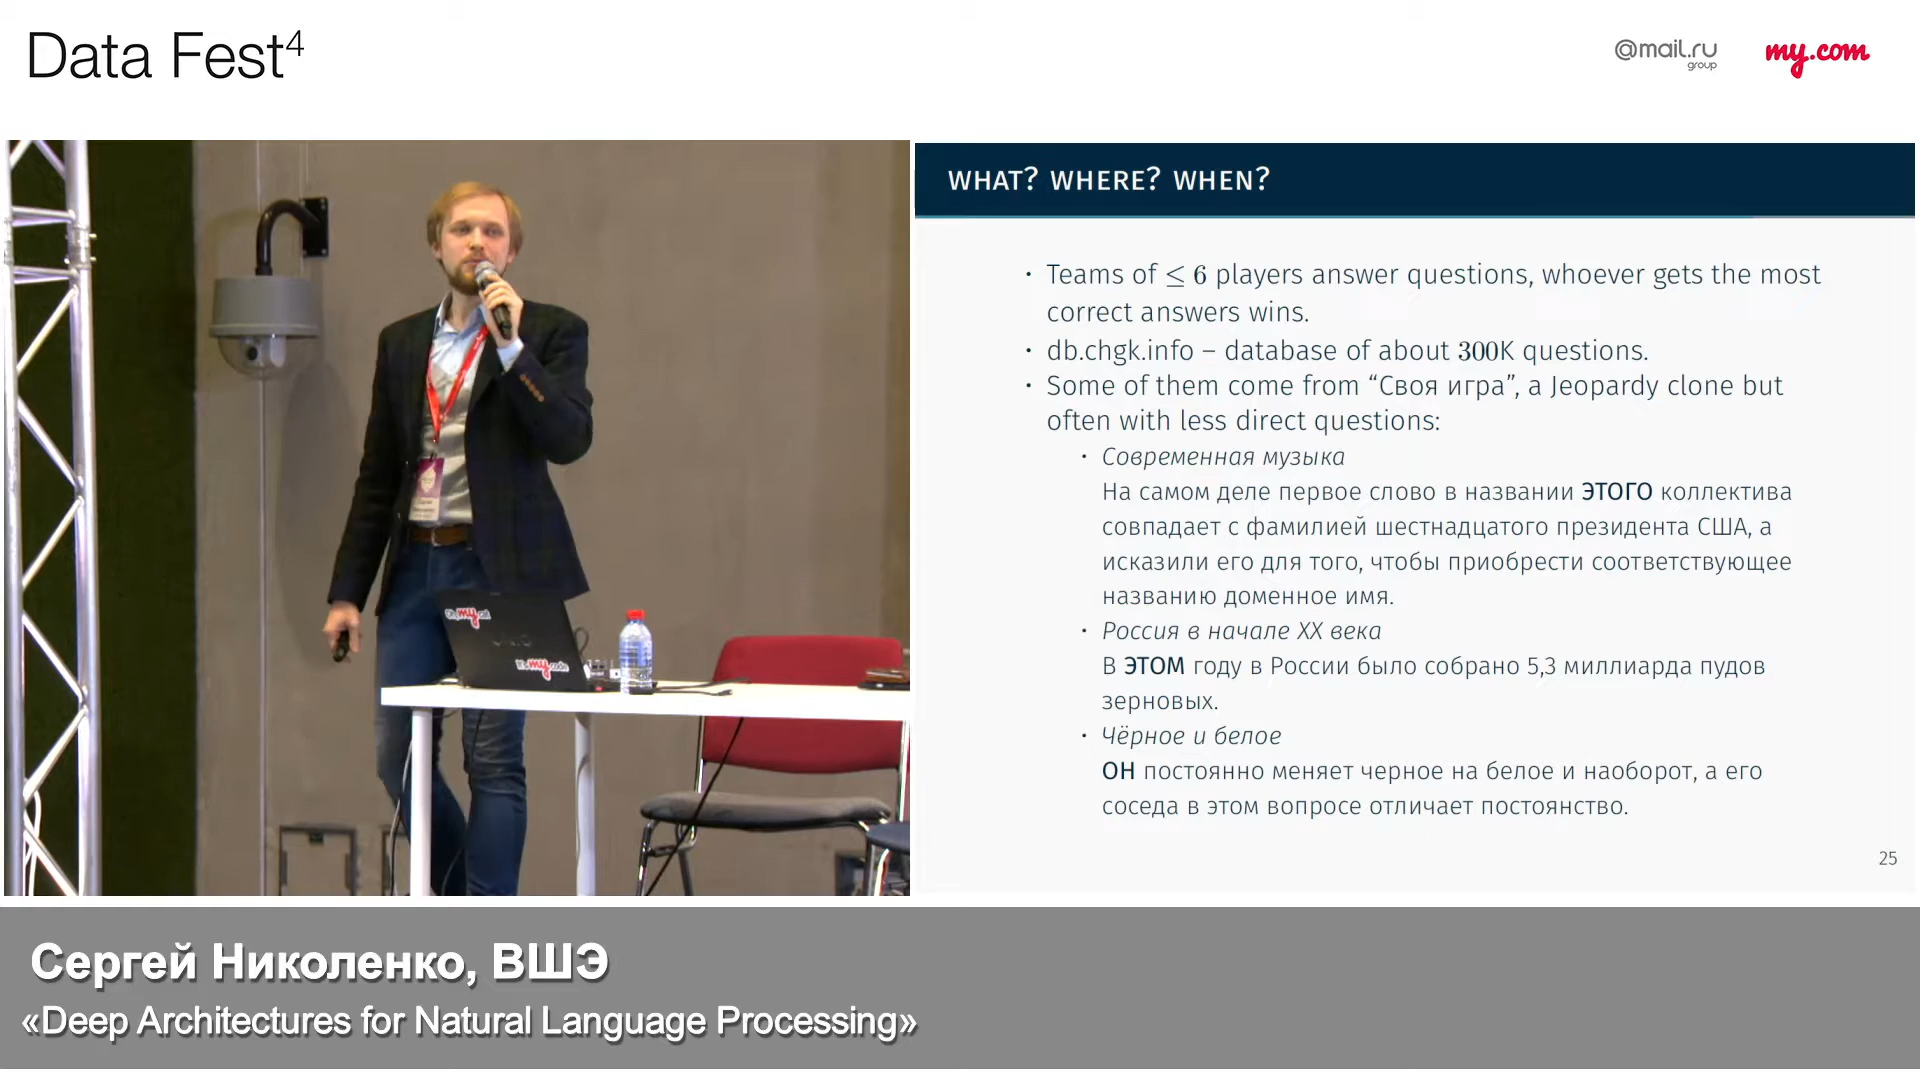 Data Fest⁴
@mail.ru
group
my.com
WHAT? WHERE? WHEN?
· Teams of ≤ 6 players answer questions, whoever gets the most
correct answers wins.
· db.chgk.info – database of about 300K questions.
· Some of them come from “Своя игра”, a Jeopardy clone but
often with less direct questions:
· Современная музыка
На самом деле первое слово в названии ЭТОГО коллектива
совпадает с фамилией шестнадцатого президента США, а
исказили его для того, чтобы приобрести соответствующее
названию доменное имя.
· Россия в начале XX века
В ЭТОМ году в России было собрано 5,3 миллиарда пудов
зерновых.
· Чёрное и белое
ОН постоянно меняет черное на белое и наоборот, а его
соседа в этом вопросе отличает постоянство.
25
my
VAIO
It's my code
Сергей Николенко, ВШЭ
«Deep Architectures for Natural Language Processing»